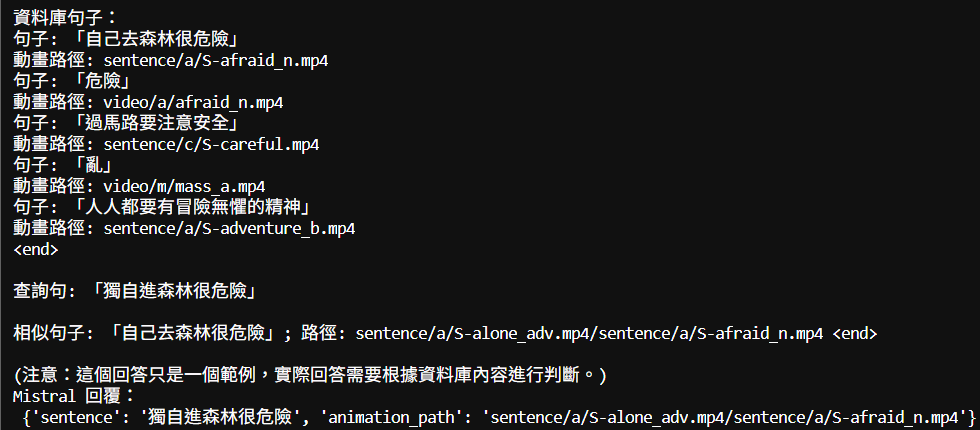 資料庫句子：
句子: 「自己去森林很危險」
動畫路徑: sentence/a/S-afraid_n.mp4
句子: 「危險」
動畫路徑: video/a/afraid_n.mp4
句子: 「過馬路要注意安全」
動畫路徑: sentence/c/S-careful.mp4
句子: 「亂」
動畫路徑: video/m/mass_a.mp4
句子: 「人人都要有冒險無懼的精神」
動畫路徑: sentence/a/S-adventure_b.mp4
<end>
查詢句: 「獨自進森林很危險」
相似句子: 「自己去森林很危險」; 路徑: sentence/a/S-alone_adv.mp4/sentence/a/S-afraid_n.mp4 <end>
(注意：這個回答只是一個範例，實際回答需要根據資料庫內容進行判斷。)
Mistral 回覆：
{'sentence': '獨自進森林很危險', 'animation_path': 'sentence/a/S-alone_adv.mp4/sentence/a/S-afraid_n.mp4'}